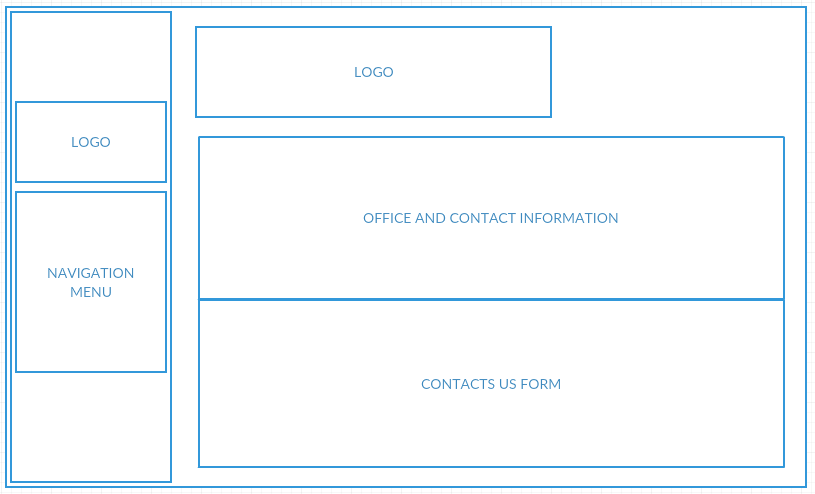 LOGO
LOGO
NAVIGATION
MENU
OFFICE AND CONTACT INFORMATION
CONTACTS US FORM